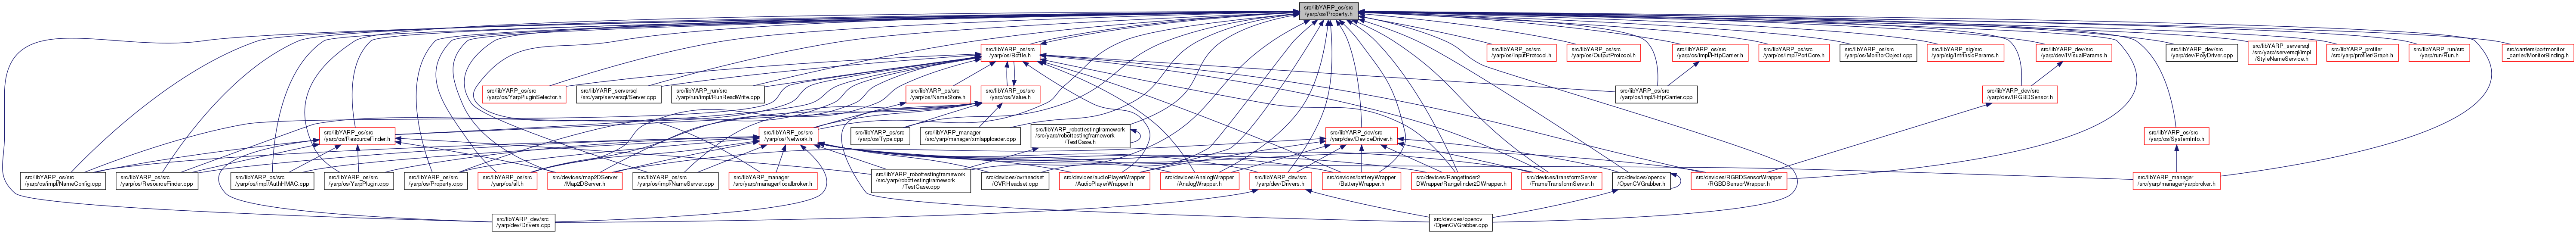 src/libYARP_os/src
/yarp/os/Property.h
src/libYARP_os/src
/yarp/os/Bottle.h
src/libYARP_os/src
/yarp/os/InputProtocol.h
src/libYARP_os/src
/yarp/os/OutputProtocol.h
src/libYARP_os/src
/yarp/os/impl/HttpCarrier.h
src/libYARP_os/src
/yarp/os/impl/PortCore.h
src/libYARP_os/src
/yarp/os/MonitorObject.cpp
src/libYARP_sig/src
/yarp/sig/IntrinsicParams.h
src/libYARP_dev/src
/yarp/dev/IVisualParams.h
src/libYARP_dev/src
/yarp/dev/PolyDriver.cpp
src/libYARP_serversql
/src/yarp/serversql/impl
/StyleNameService.h
src/libYARP_profiler
/src/yarp/profiler/Graph.h
src/libYARP_run/src
/yarp/run/Run.h
src/carriers/portmonitor
_carrier/MonitorBinding.h
src/libYARP_os/src
/yarp/os/YarpPluginSelector.h
src/libYARP_serversql
/src/yarp/serversql/Server.cpp
src/libYARP_run/src
/yarp/run/impl/RunReadWrite.cpp
src/libYARP_os/src
/yarp/os/NameStore.h
src/libYARP_os/src
/yarp/os/Value.h
src/libYARP_os/src
/yarp/os/impl/HttpCarrier.cpp
src/libYARP_dev/src
/yarp/dev/IRGBDSensor.h
src/libYARP_os/src
/yarp/os/ResourceFinder.h
src/libYARP_os/src
/yarp/os/Network.h
src/libYARP_os/src
/yarp/os/Type.cpp
src/libYARP_manager
/src/yarp/manager/xmlapploader.cpp
src/libYARP_robottestingframework
/src/yarp/robottestingframework
/TestCase.h
src/libYARP_dev/src
/yarp/dev/DeviceDriver.h
src/libYARP_os/src
/yarp/os/SystemInfo.h
src/libYARP_os/src
/yarp/os/impl/NameConfig.cpp
src/libYARP_os/src
/yarp/os/ResourceFinder.cpp
src/libYARP_os/src
/yarp/os/impl/AuthHMAC.cpp
src/libYARP_os/src
/yarp/os/YarpPlugin.cpp
src/libYARP_os/src
/yarp/os/Property.cpp
src/libYARP_os/src
/yarp/os/all.h
src/devices/map2DServer
/Map2DServer.h
src/libYARP_os/src
/yarp/os/impl/NameServer.cpp
src/libYARP_manager
/src/yarp/manager/localbroker.h
src/libYARP_robottestingframework
/src/yarp/robottestingframework
/TestCase.cpp
src/devices/ovrheadset
/OVRHeadset.cpp
src/devices/audioPlayerWrapper
/AudioPlayerWrapper.h
src/devices/AnalogWrapper
/AnalogWrapper.h
src/libYARP_dev/src
/yarp/dev/Drivers.h
src/devices/batteryWrapper
/BatteryWrapper.h
src/devices/Rangefinder2
DWrapper/Rangefinder2DWrapper.h
src/devices/transformServer
/FrameTransformServer.h
src/devices/opencv
/OpenCVGrabber.h
src/devices/RGBDSensorWrapper
/RGBDSensorWrapper.h
src/libYARP_manager
/src/yarp/manager/yarpbroker.h
src/libYARP_dev/src
/yarp/dev/Drivers.cpp
src/devices/opencv
/OpenCVGrabber.cpp